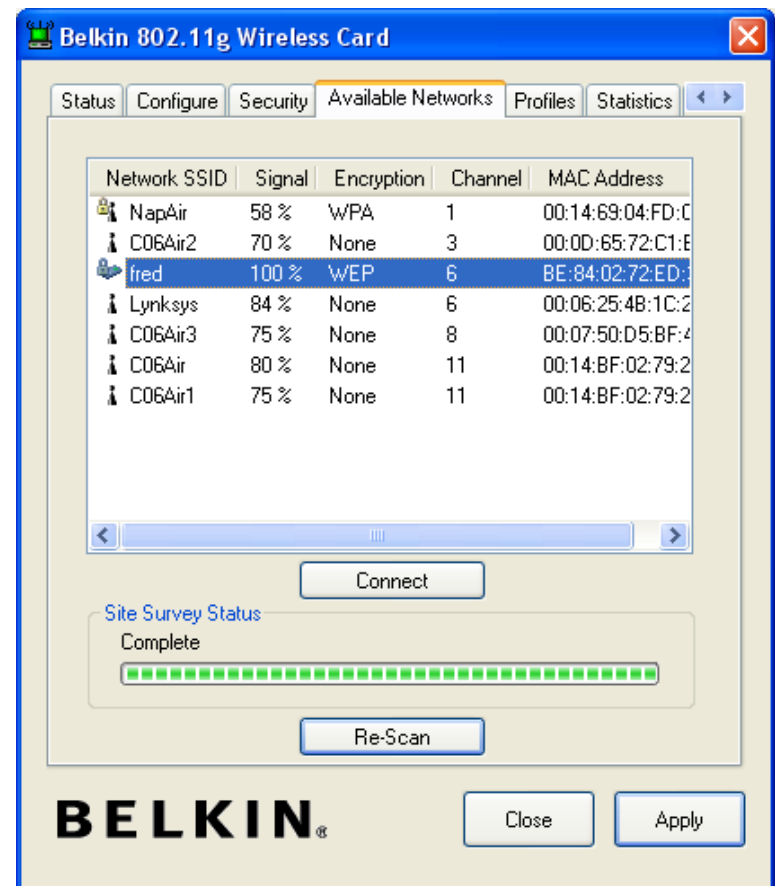 Belkin 802.11g Wireless Card
Status Configure Security Available Networks Profiles Statistics
Network SSID Signal Encryption Channel MAC Address
NapAir 58 % WPA 1 00:14:69:04:FD:
C06Air2 70 % None 3 00:0D:65:72:C1:
fred 100 % WEP 6 BE:84:02:72:ED:
Lynksys 84 % None 6 00:06:25:4B:1C:2
C06Air3 75 % None 8 00:07:50:D5:BF:4
C06Air 80 % None 11 00:14:BF:02:79:2
C06Air1 75 % None 11 00:14:BF:02:79:2
Connect
Site Survey Status
Complete
Re-Scan
BELKIN®
Close Apply